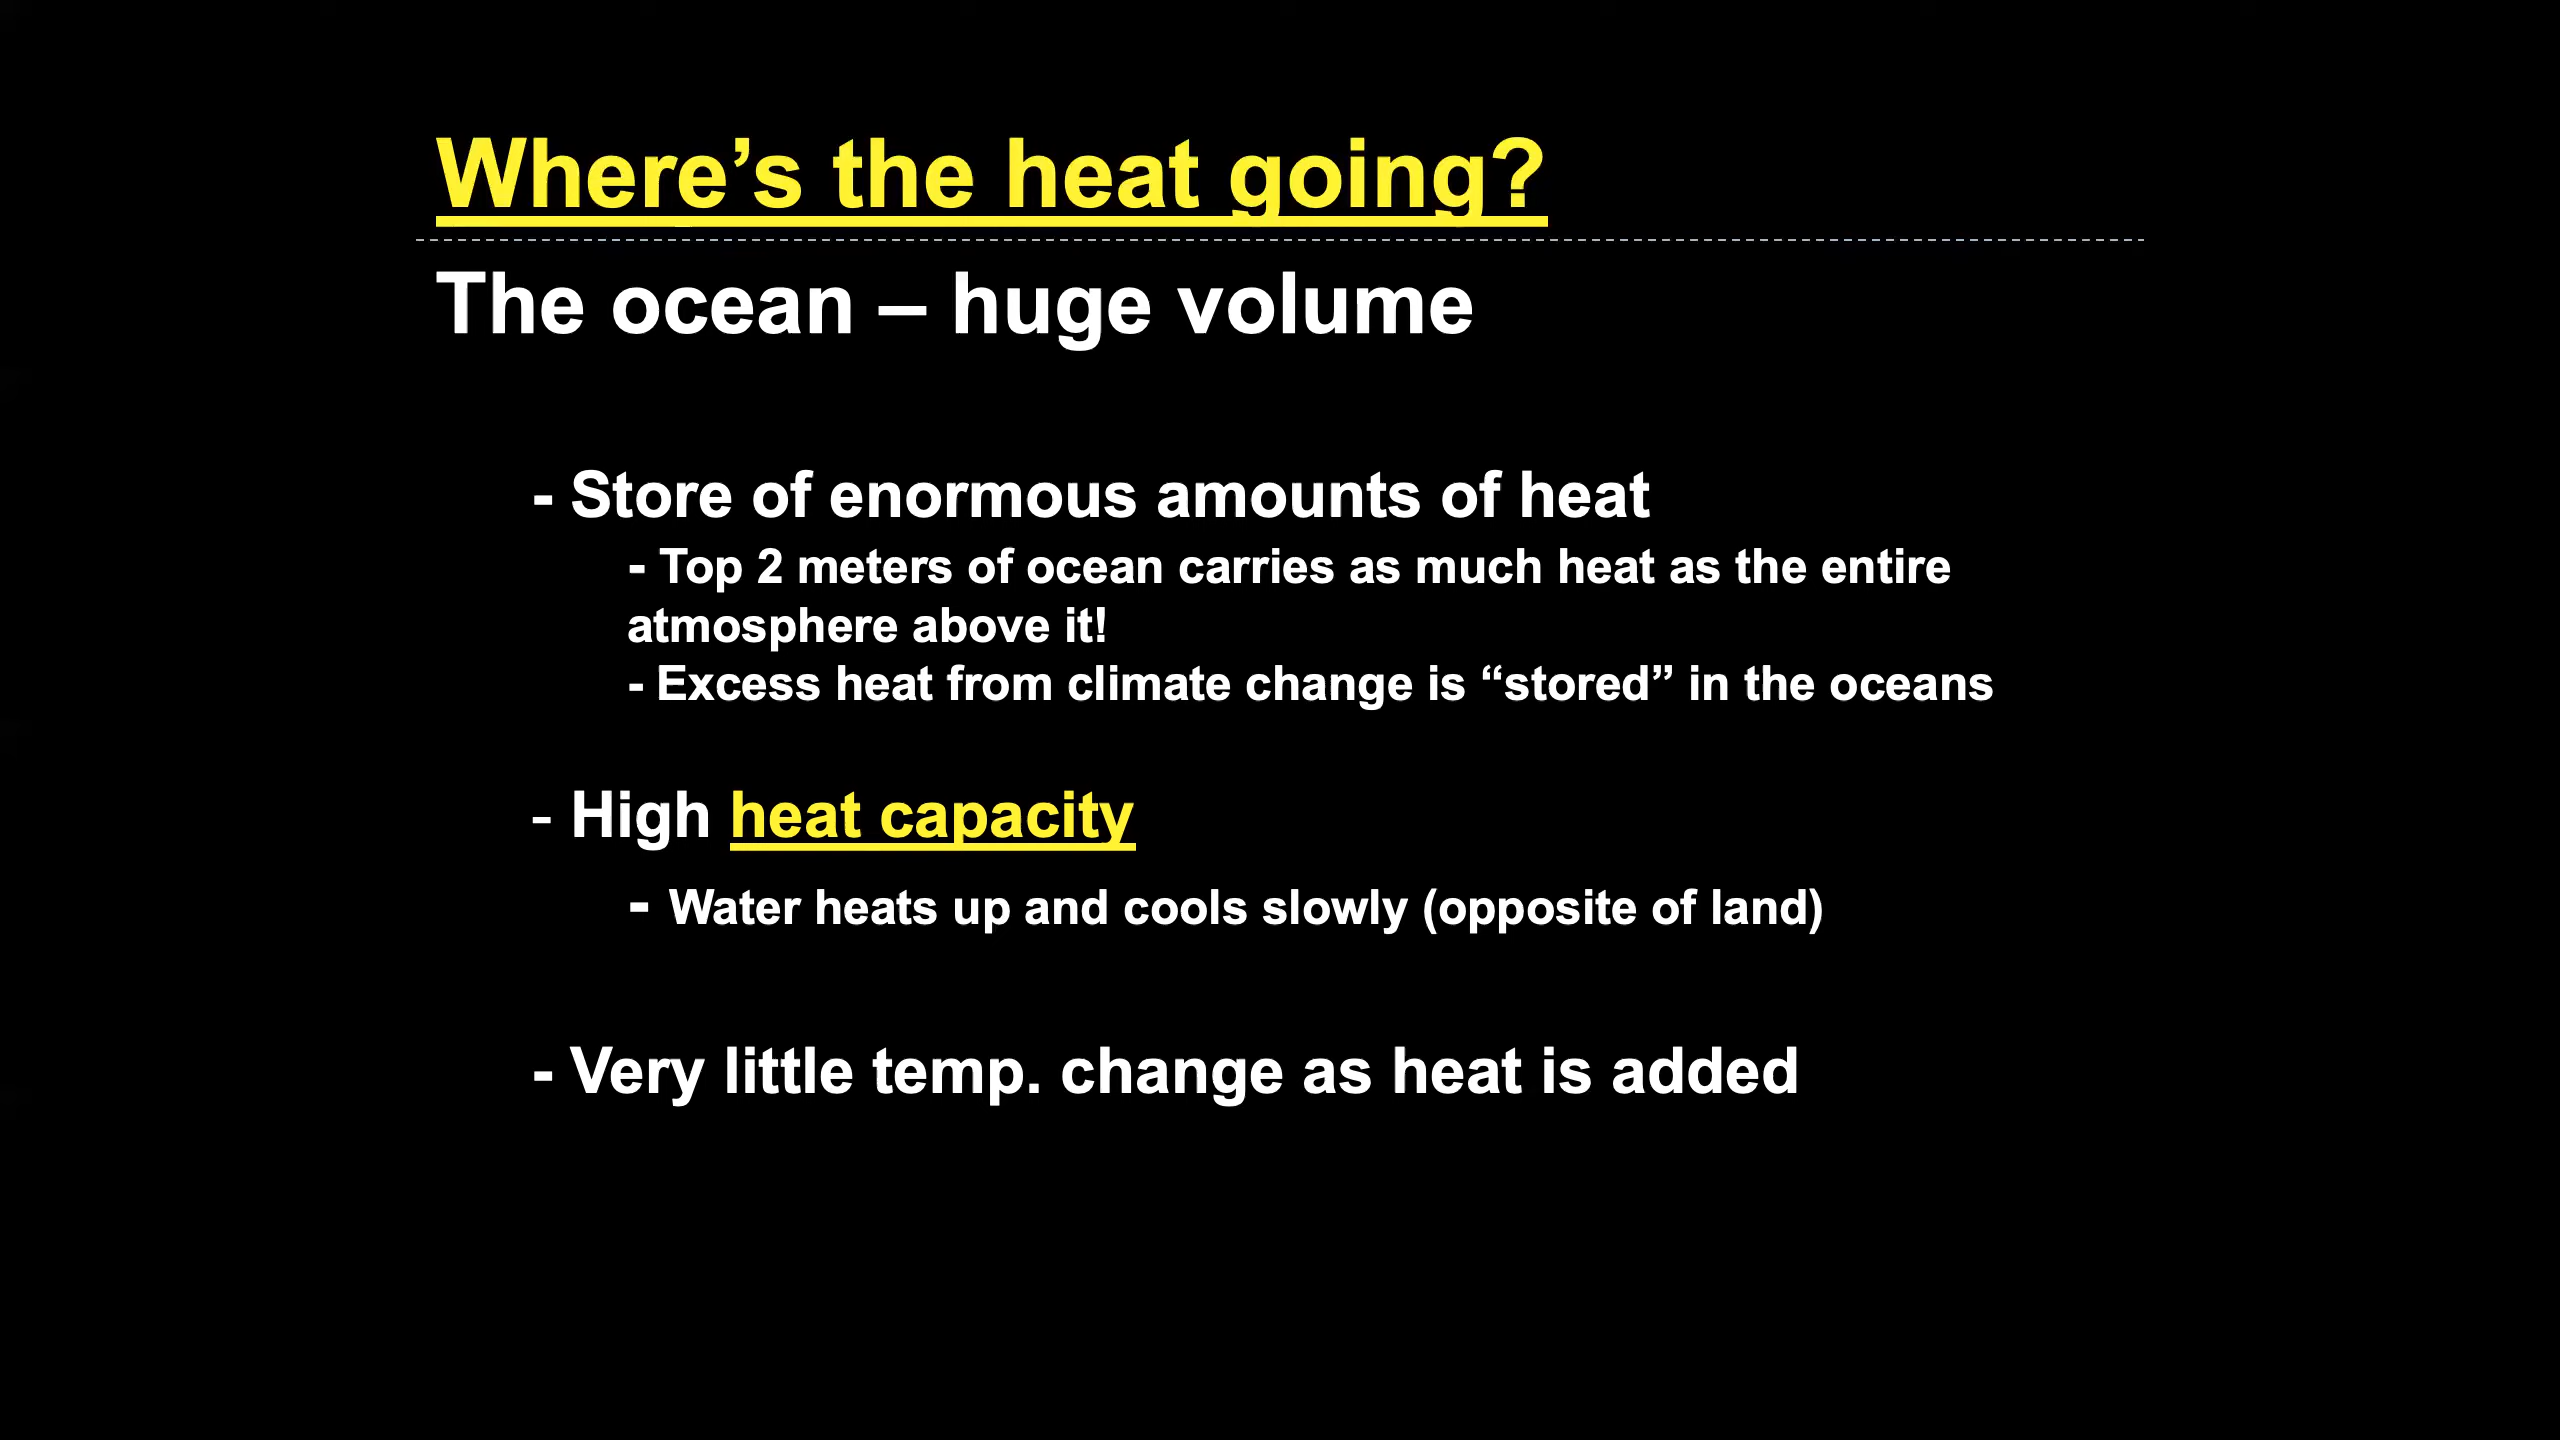 Where’s the heat going?
The ocean – huge volume
- Store of enormous amounts of heat
- Top 2 meters of ocean carries as much heat as the entire
atmosphere above it!
- Excess heat from climate change is “stored” in the oceans
- High heat capacity
- Water heats up and cools slowly (opposite of land)
- Very little temp. change as heat is added